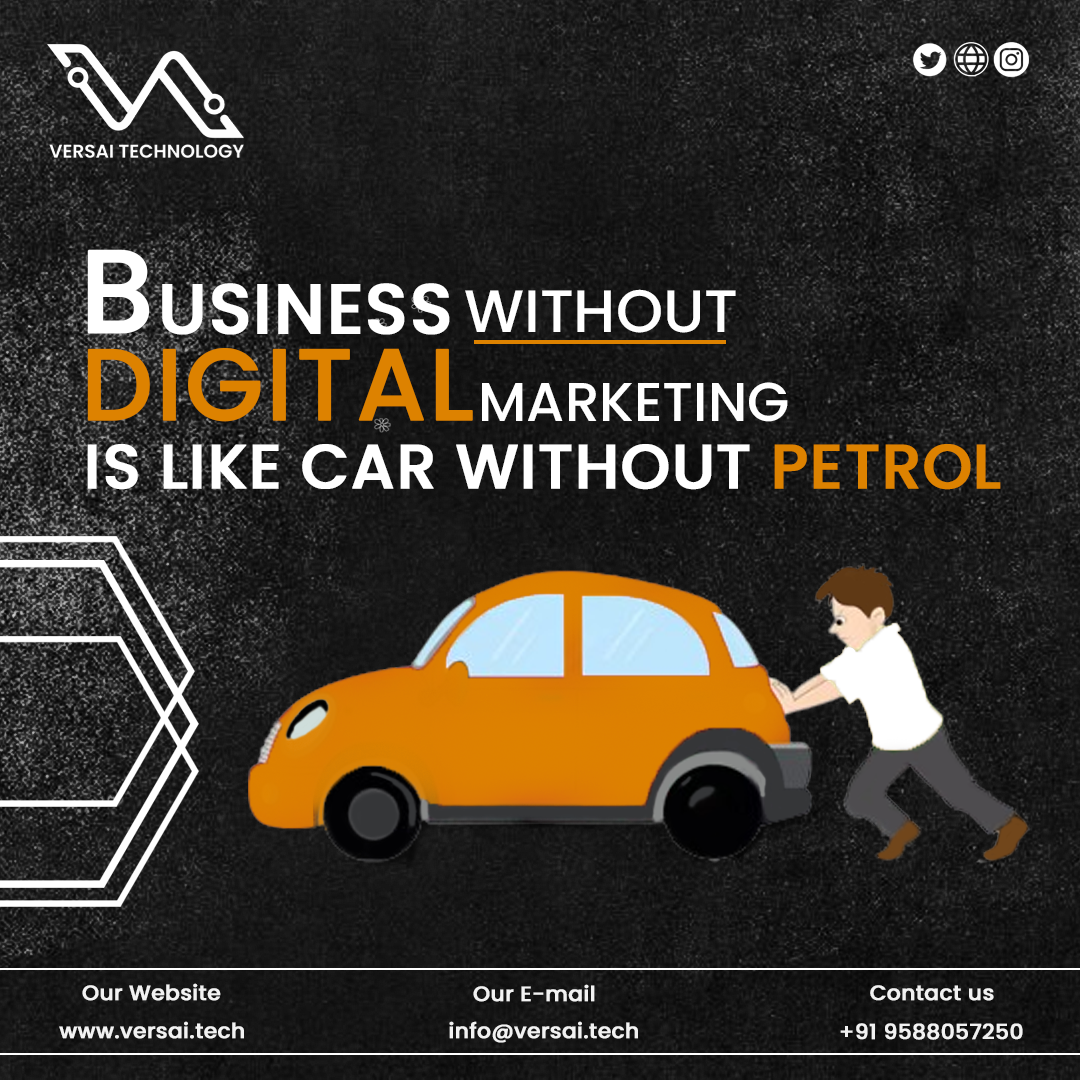 VERSAI TECHNOLOGY
BUSINESS WITHOUT
DIGITAL MARKETING
IS LIKE CAR WITHOUT PETROL
Our Website
www.versai.tech
Our E-mail
info@versai.tech
Contact us
+91 9588057250